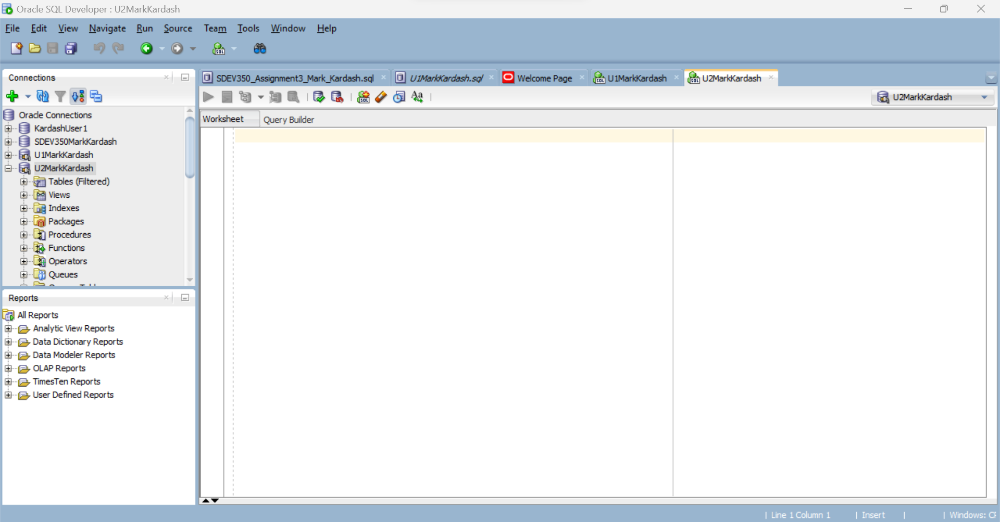 Oracle SQL Developer : U2MarkKardash
File Edit View Navigate Run Source Team Tools Window Help
Connections
Oracle Connections
KardashUser1
SDEV350MarkKardash
U1MarkKardash
U2MarkKardash
Tables (Filtered)
Views
Indexes
Packages
Procedures
Functions
Operators
Queues
Reports
All Reports
Analytic View Reports
Data Dictionary Reports
Data Modeler Reports
OLAP Reports
TimesTen Reports
User Defined Reports
SDEV350_Assignment3_Mark_Kardash.sql U1MarkKardash.sql Welcome Page U1MarkKardash U2MarkKardash
U2MarkKardash
Worksheet Query Builder
| Line 1 Column 1 | Insert | | Windows: